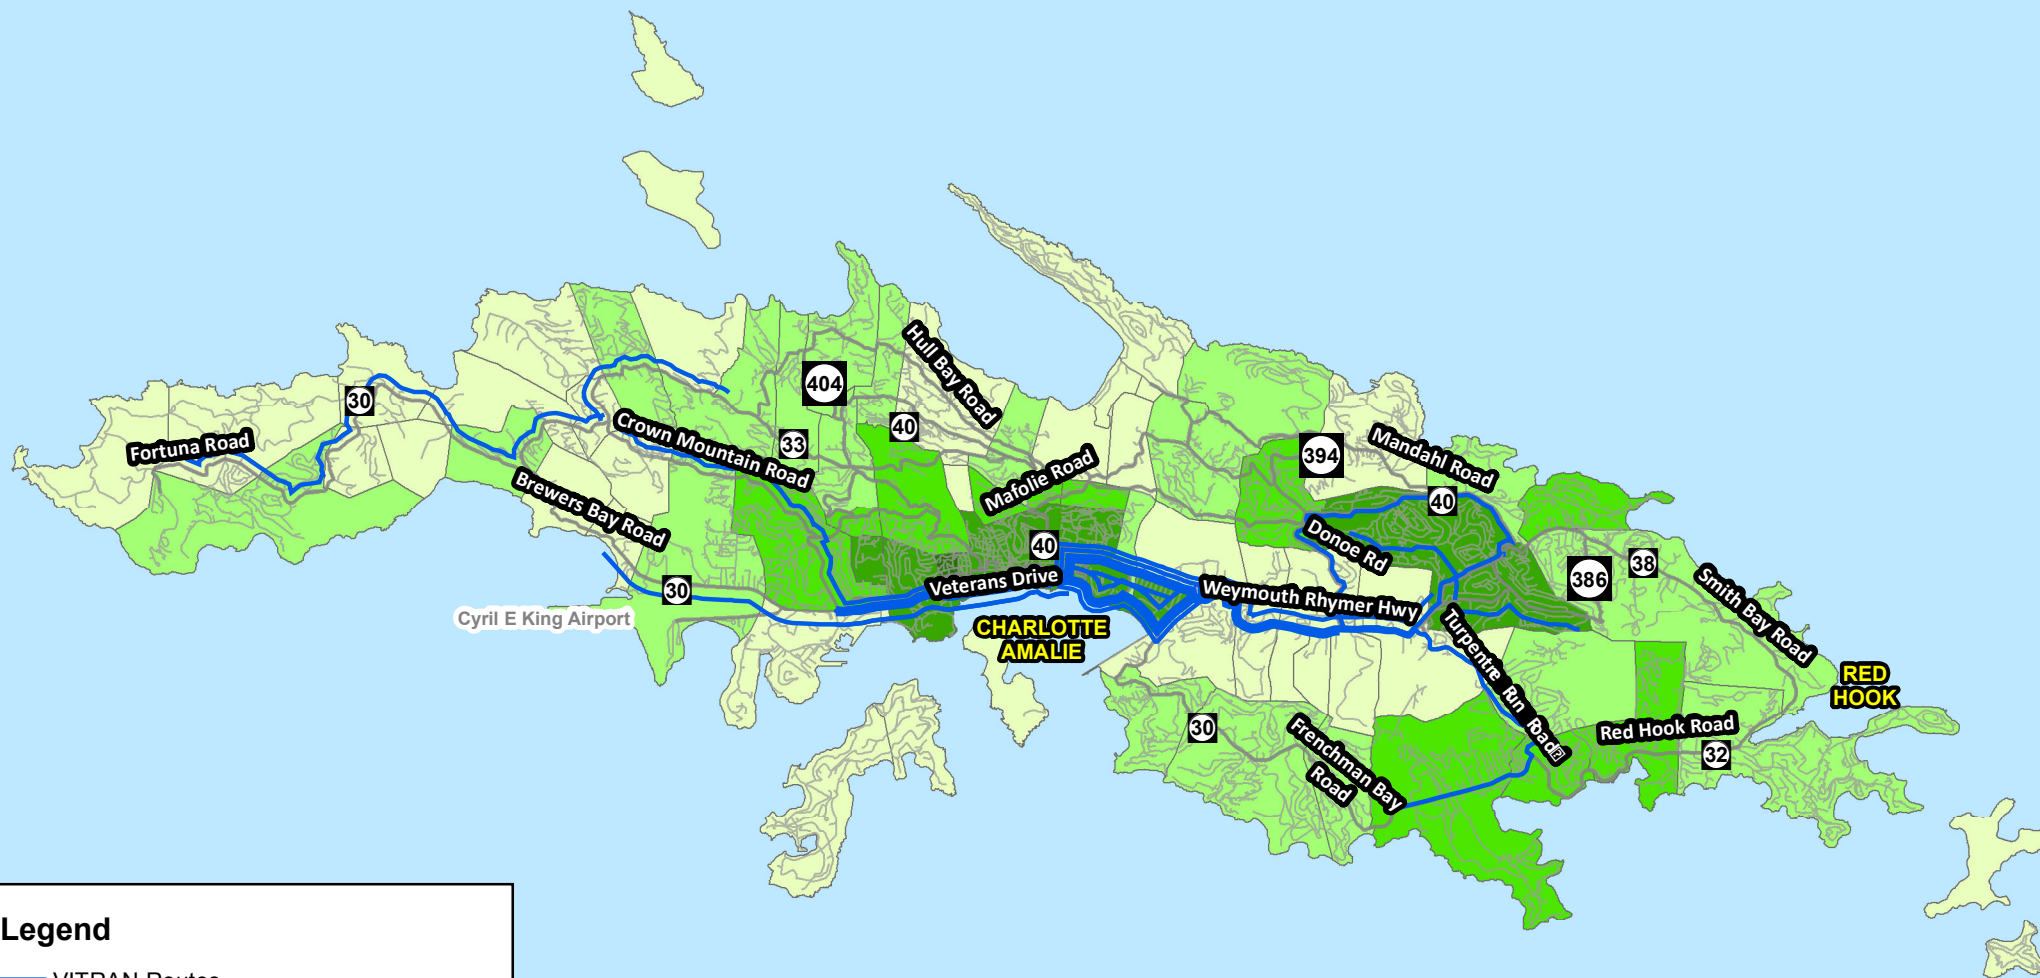 Hull Bay Road
404
30
40
Fortuna Road
Crown Mountain Road
33
Mafolie Road
394
Mandahl Road
40
Brewers Bay Road
40
Donoe Rd
38
386
30
Veterans Drive
Weymouth Rhymer Hwy
Smith Bay Road
Cyril E King Airport
CHARLOTTE
AMALIE
Turpentine Run Road
RED
HOOK
30
Frenchman Bay
Road
Red Hook Road
32
Legend
VITRAN Routes